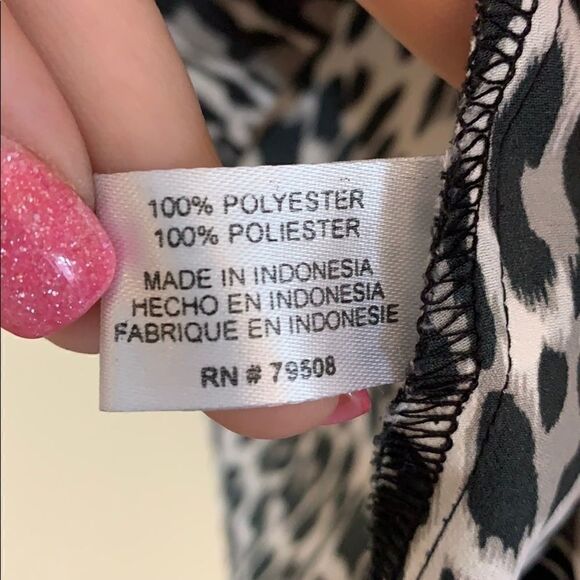 100% POLYESTER
100% POLIESTER
MADE IN INDONESIA
HECHO EN INDONESIA
FABRIQUE EN INDONESIE
RN # 79508